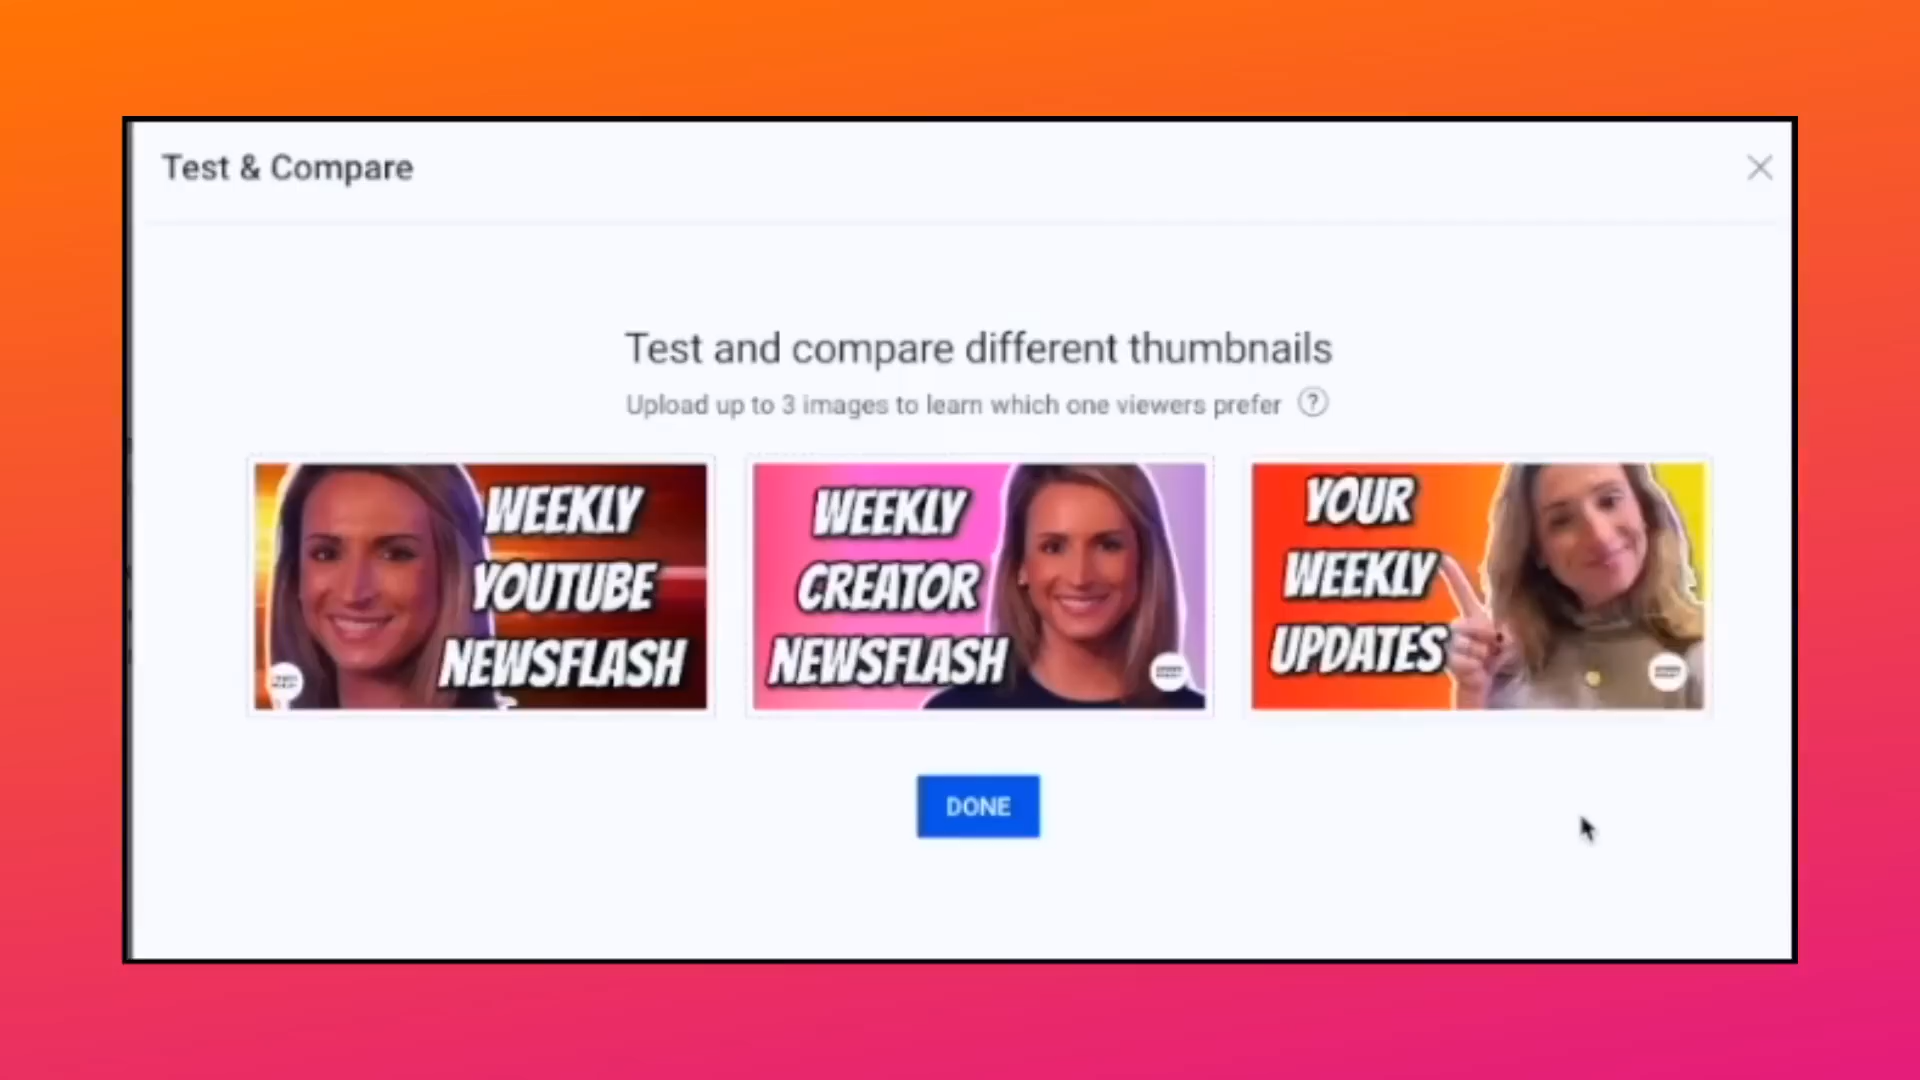 Test & Compare
Test and compare different thumbnails
Upload up to 3 images to learn which one viewers prefer ?
WEEKLY
YOUTUBE
NEWSFLASH
WEEKLY
CREATOR
NEWSFLASH
YOUR
WEEKLY
UPDATES
DONE